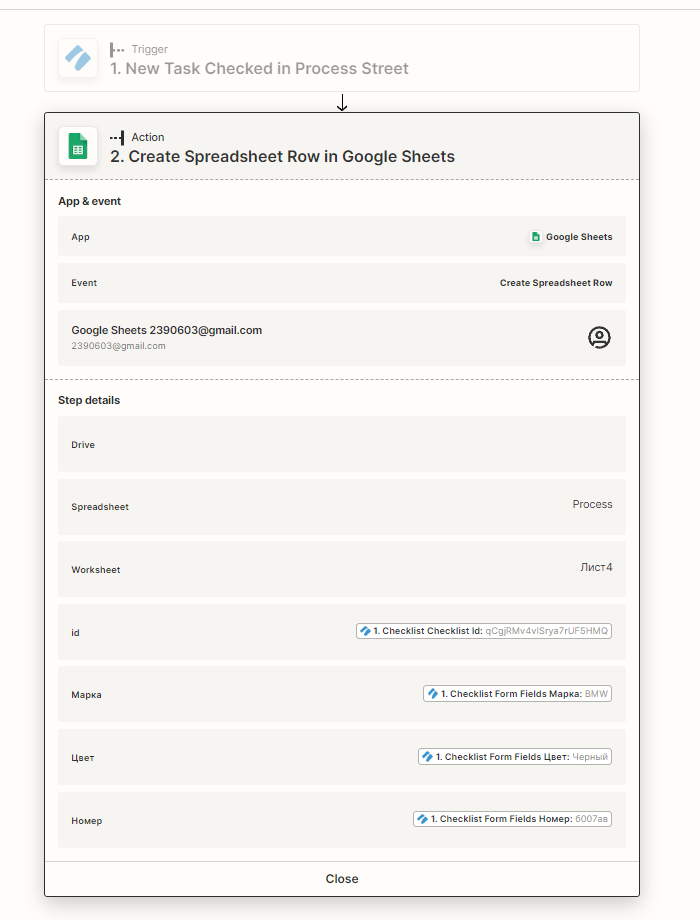 Trigger
1. New Task Checked in Process Street
Action
2. Create Spreadsheet Row in Google Sheets
App & event
App Google Sheets
Event Create Spreadsheet Row
Google Sheets 2390603@gmail.com
2390603@gmail.com
Step details
Drive
Spreadsheet Process
Worksheet Лист4
id 1. Checklist Checklist Id: qCgjRMv4vlSrya7rUF5HMQ
Марка 1. Checklist Form Fields Марка: BMW
Цвет 1. Checklist Form Fields Цвет: Черный
Номер 1. Checklist Form Fields Номер: б007ав
Close